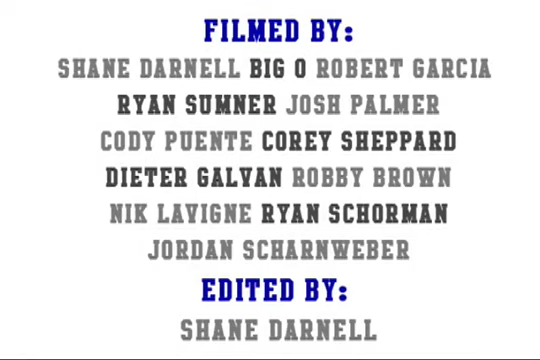 FILMED BY:
SHANE DARNELL BIG O ROBERT GARCIA
RYAN SUMNER JOSH PALMER
CODY PUENTE COREY SHEPPARD
DIETER GALVAN ROBBY BROWN
NIK LAVIGNE RYAN SCHORMAN
JORDAN SCHARNWEBER
EDITED BY:
SHANE DARNELL